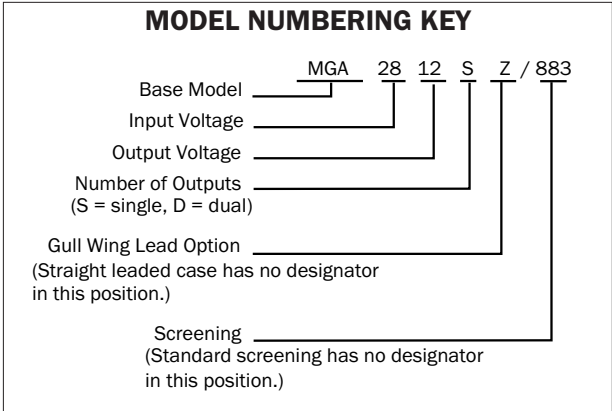 MODEL NUMBERING KEY
MGA 28 12 S Z / 883
Base Model
Input Voltage
Output Voltage
Number of Outputs
(S = single, D = dual)
Gull Wing Lead Option
(Straight leaded case has no designator
in this position.)
Screening
(Standard screening has no designator
in this position.)